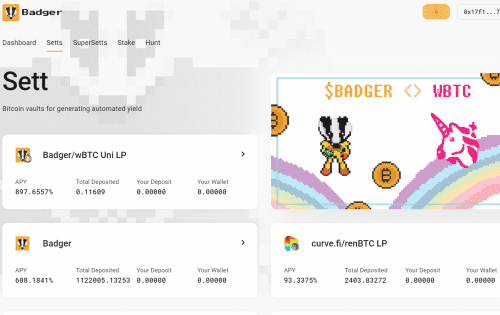 Badger
0x17f1...7
Dashboard Setts SuperSetts Stake Hunt
Sett
Bitcoin vaults for generating automated yield
$BADGER <> WBTC
Badger/wBTC Uni LP
APY Total Deposited Your Deposit Your Wallet
897.6557% 0.11609 0.00000 0.00000
Badger
APY Total Deposited Your Deposit Your Wallet
608.1841% 1122005.13253 0.00000 0.00000
curve.fi/renBTC LP
APY Total Deposited Your Deposit Your Wallet
93.3375% 2403.83272 0.00000 0.00000